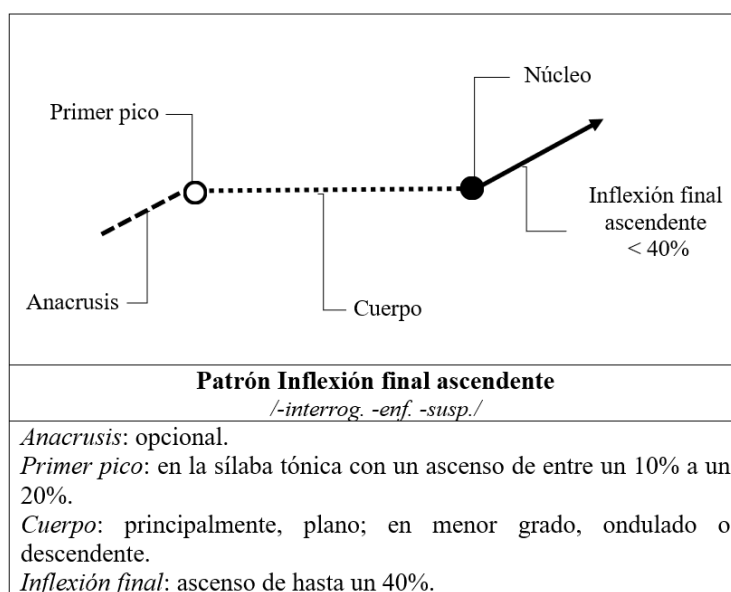 Núcleo
Primer pico
Inflexión final
ascendente
< 40%
Anacrusis
Cuerpo
Patrón Inflexión final ascendente
/-interrog. -enf. -susp./
Anacrusis: opcional.
Primer pico: en la sílaba tónica con un ascenso de entre un 10% a un
20%.
Cuerpo: principalmente, plano; en menor grado, ondulado o
descendente.
Inflexión final: ascenso de hasta un 40%.